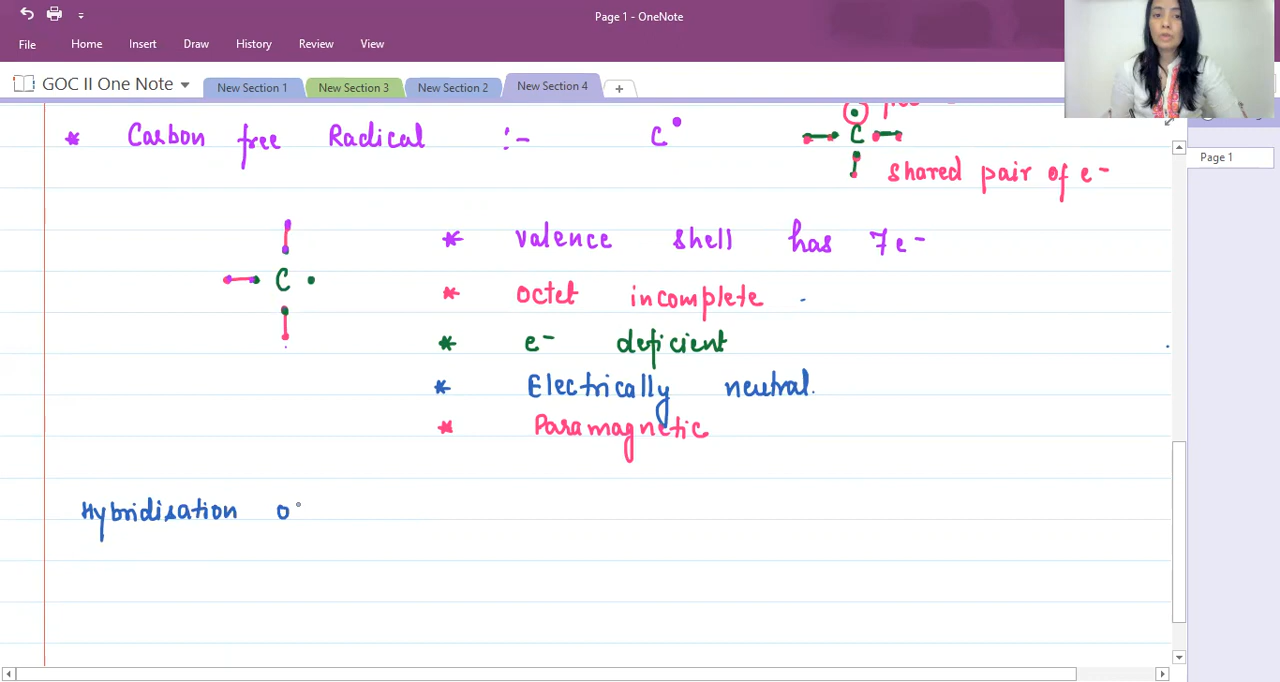 Page 1 - OneNote
File Home Insert Draw History Review View
GOC II One Note New Section 1 New Section 3 New Section 2 New Section 4 +
Page 1
* Carbon free Radical :- C•
C
shared pair of e-
C •
* valence shell has 7e-
* octet incomplete
* e- deficient
* Electrically neutral.
* Paramagnetic
Hybridisation o